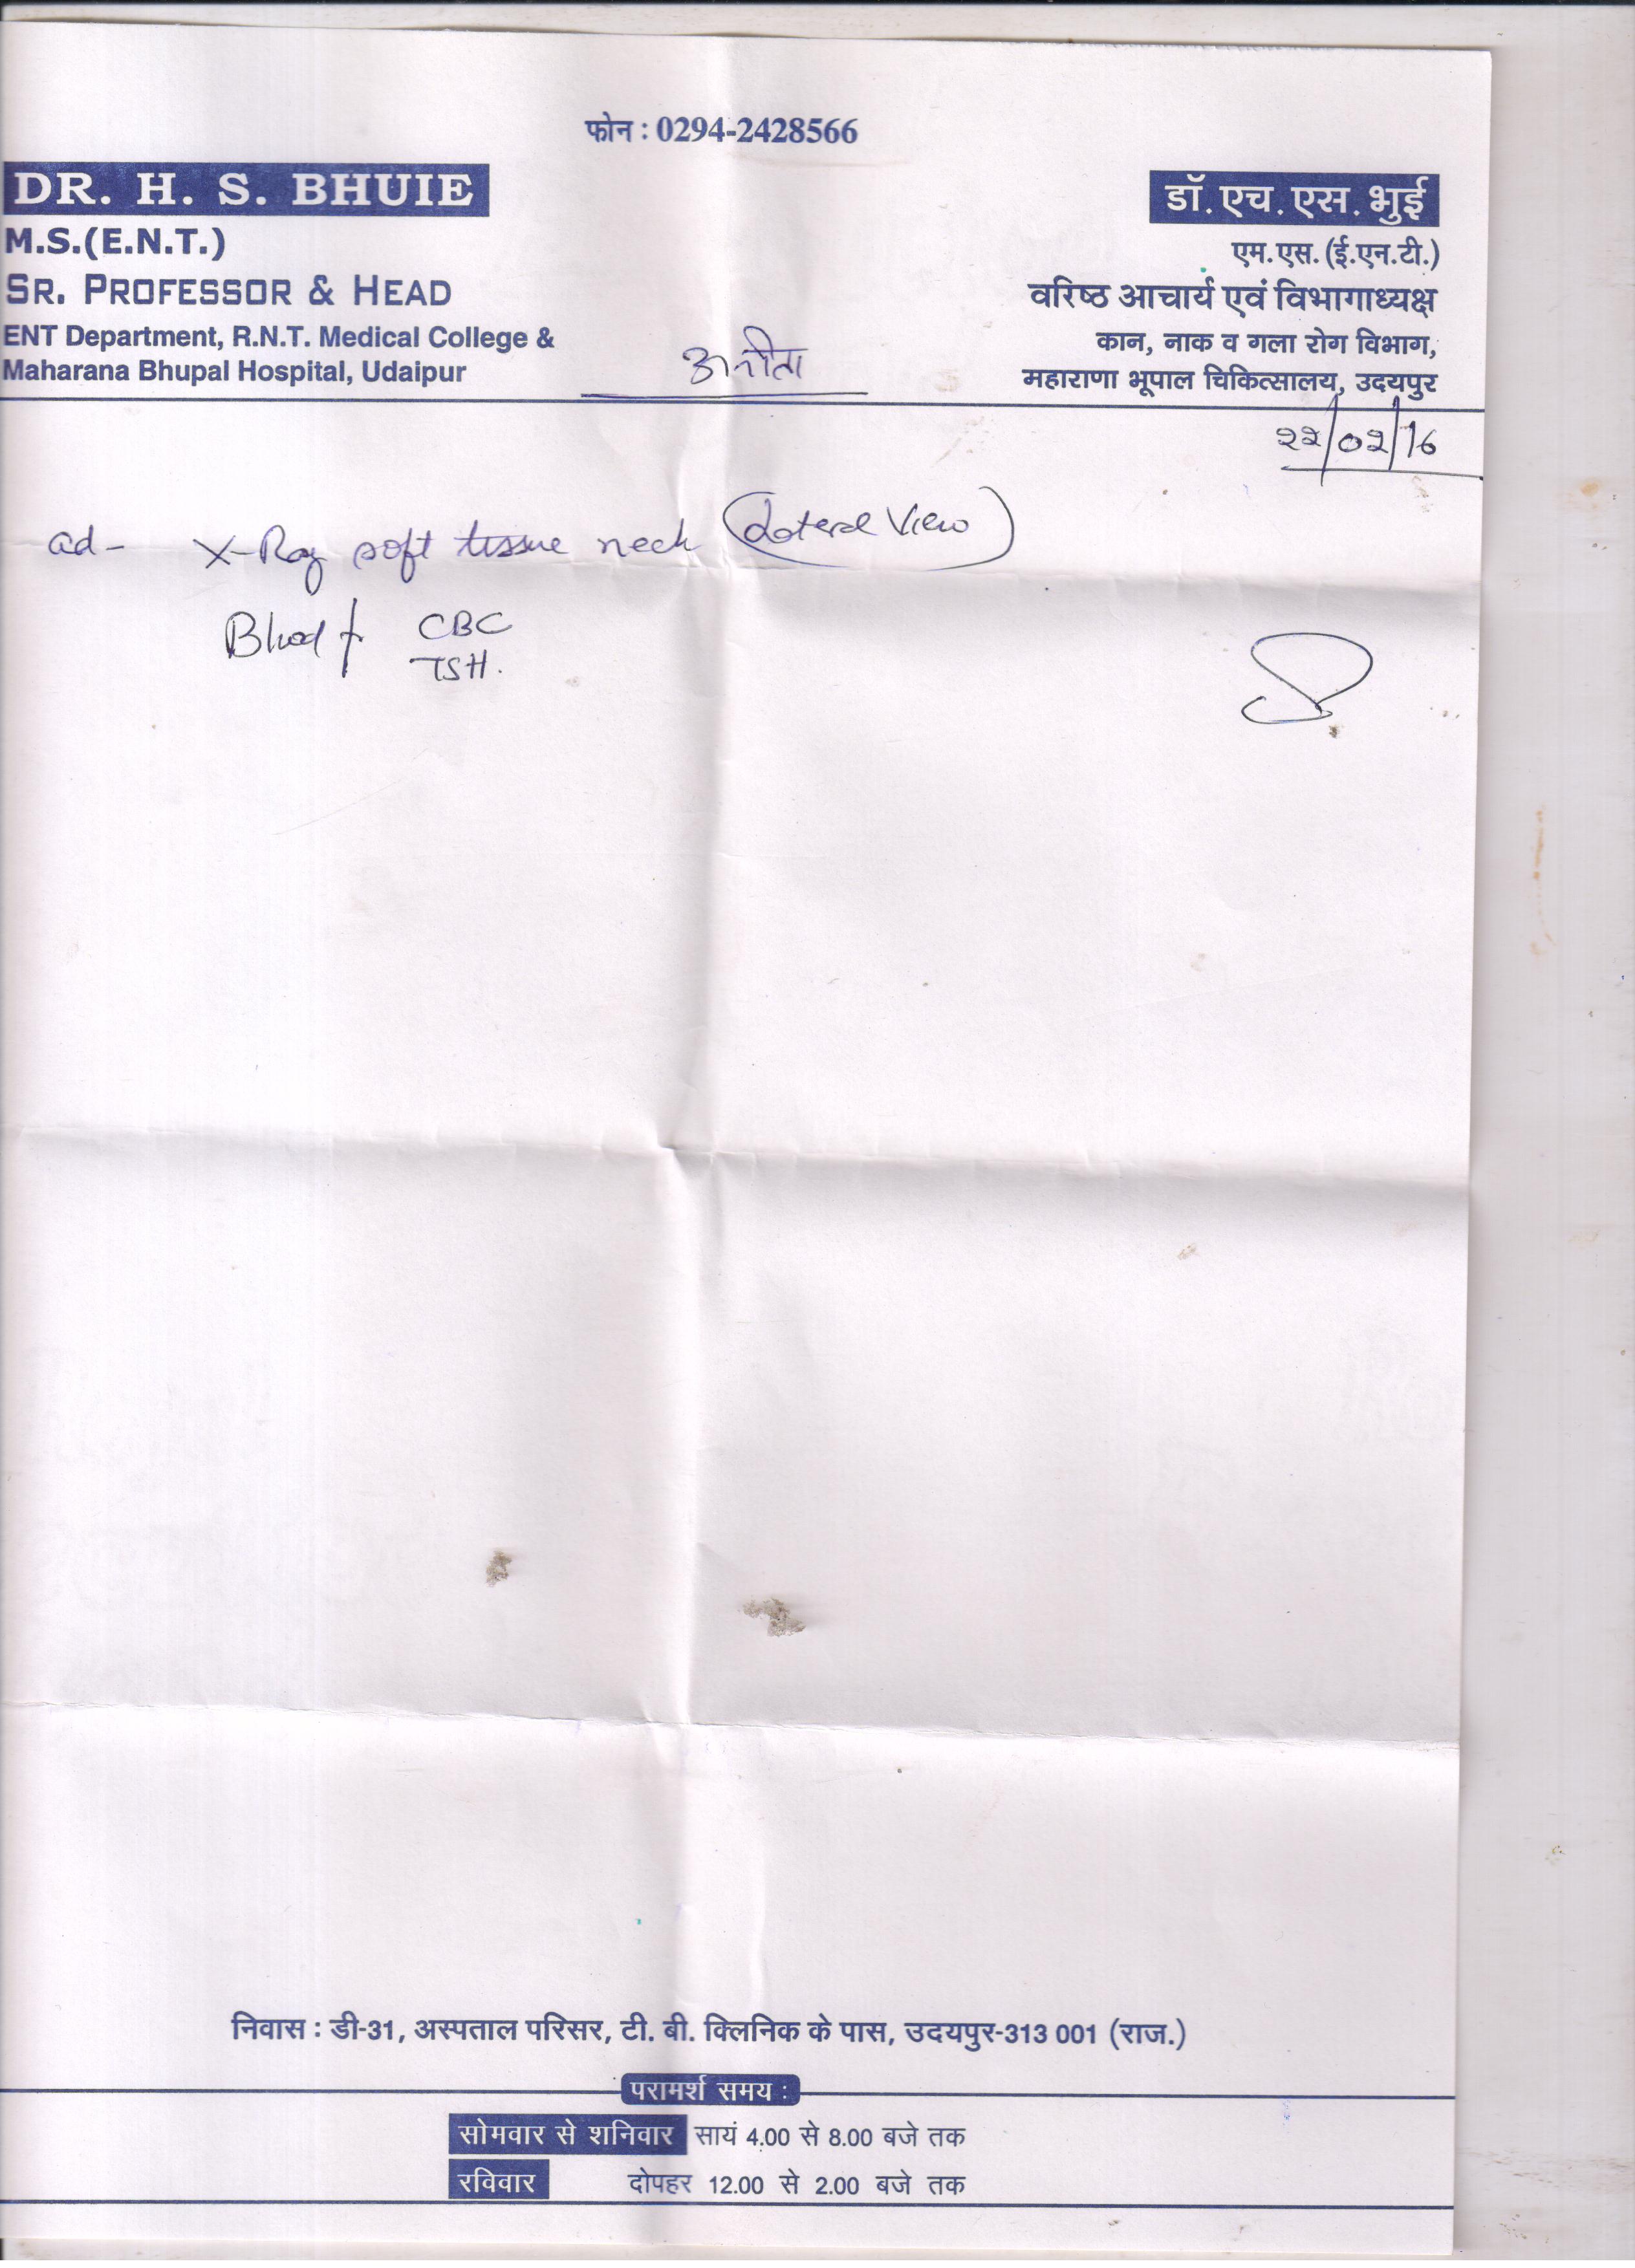 फोन : 0294-2428566
DR. H. S. BHUIE
M.S.(E.N.T.)
SR. PROFESSOR & HEAD
ENT Department, R.N.T. Medical College &
Maharana Bhupal Hospital, Udaipur
अनीता
डॉ. एच. एस. भुई
एम. एस. (ई.एन.टी.)
वरिष्ठ आचार्य एवं विभागाध्यक्ष
कान, नाक व गला रोग विभाग,
महाराणा भूपाल चिकित्सालय, उदयपुर
२२/०२/16
ad - X-Ray soft tissue neck (Lateral View)
Blood f CBC
TSH.
निवास : डी-31, अस्पताल परिसर, टी. बी. क्लिनिक के पास, उदयपुर-313 001 (राज.)
परामर्श समय :
सोमवार से शनिवार सायं 4.00 से 8.00 बजे तक
रविवार दोपहर 12.00 से 2.00 बजे तक